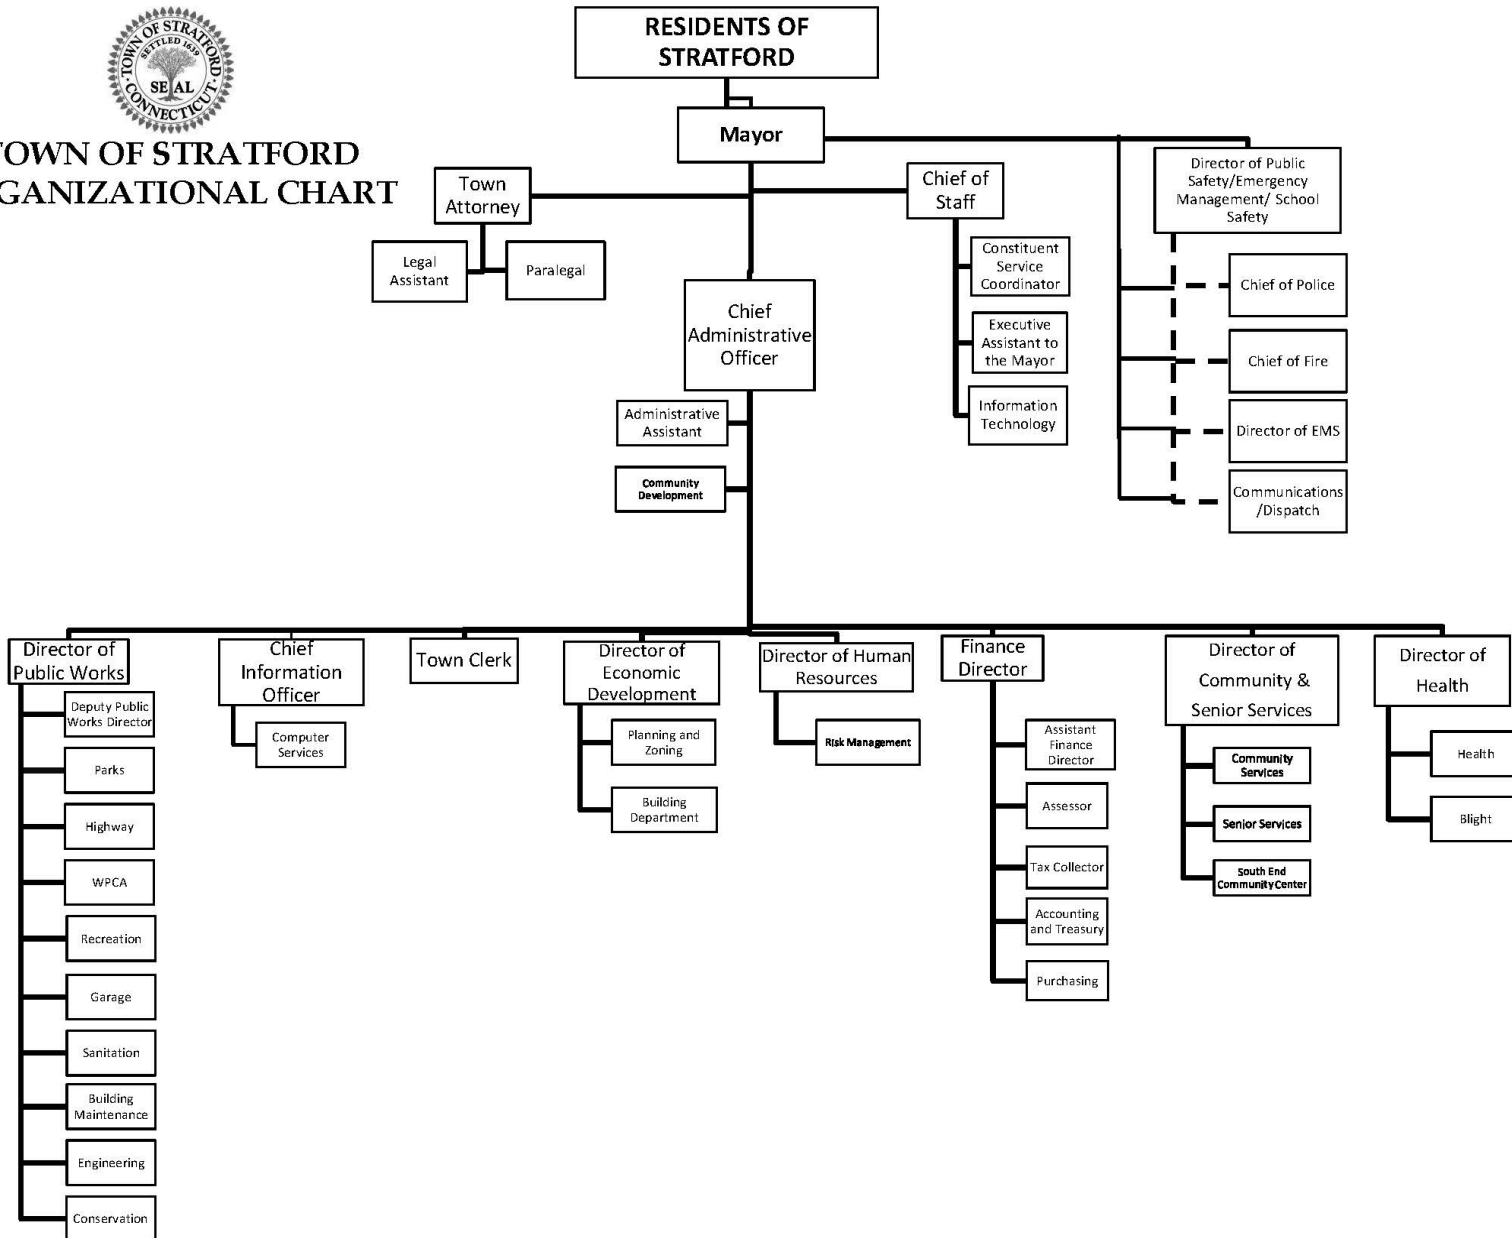 RESIDENTS OF
STRATFORD
TOWN OF STRATFORD
SETTLED 1639
SEAL
CONNECTICUT
TOWN OF STRATFORD
GANIZATIONAL CHART
Mayor
Town
Attorney
Legal
Assistant
Paralegal
Chief of
Staff
Constituent
Service
Coordinator
Executive
Assistant to
the Mayor
Information
Technology
Director of Public
Safety/Emergency
Management/ School
Safety
Chief of Police
Chief of Fire
Director of EMS
Communications
/Dispatch
Chief
Administrative
Officer
Administrative
Assistant
Community
Development
Director of
Public Works
Deputy Public
Works Director
Parks
Highway
WPCA
Recreation
Garage
Sanitation
Building
Maintenance
Engineering
Conservation
Chief
Information
Officer
Computer
Services
Town Clerk
Director of
Economic
Development
Planning and
Zoning
Building
Department
Director of Human
Resources
Risk Management
Finance
Director
Assistant
Finance
Director
Assessor
Tax Collector
Accounting
and Treasury
Purchasing
Director of
Community &
Senior Services
Community
Services
Senior Services
South End
Community Center
Director of
Health
Health
Blight